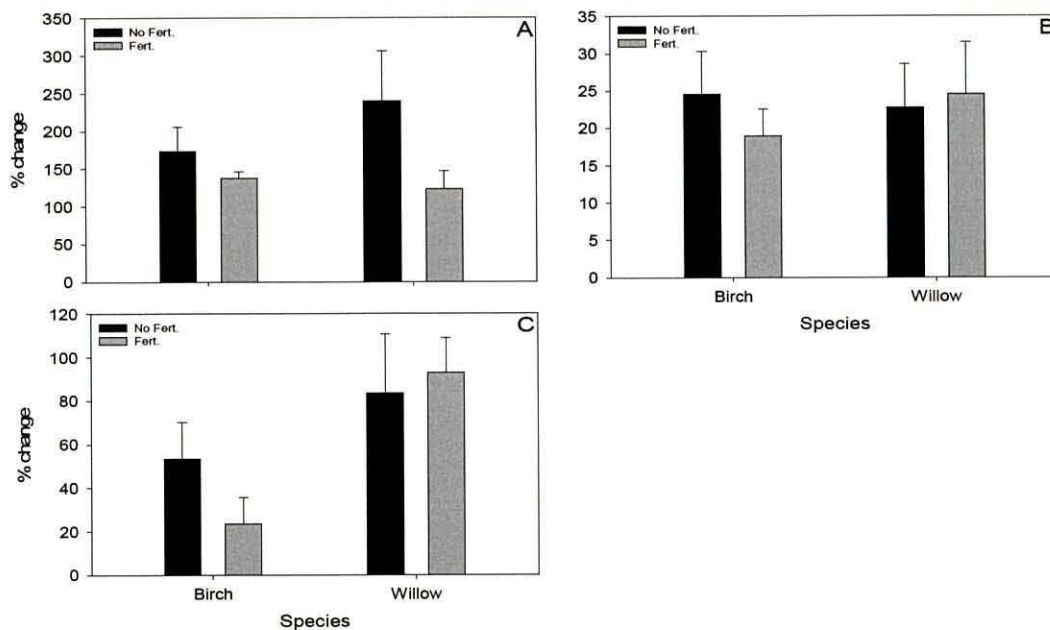 A
No Fert.
Fert.
% change
350
300
250
200
150
100
50
0
B
No Fert.
Fert.
35
30
25
20
15
10
5
0
Birch Willow
Species
C
No Fert.
Fert.
% change
120
100
80
60
40
20
0
Birch Willow
Species